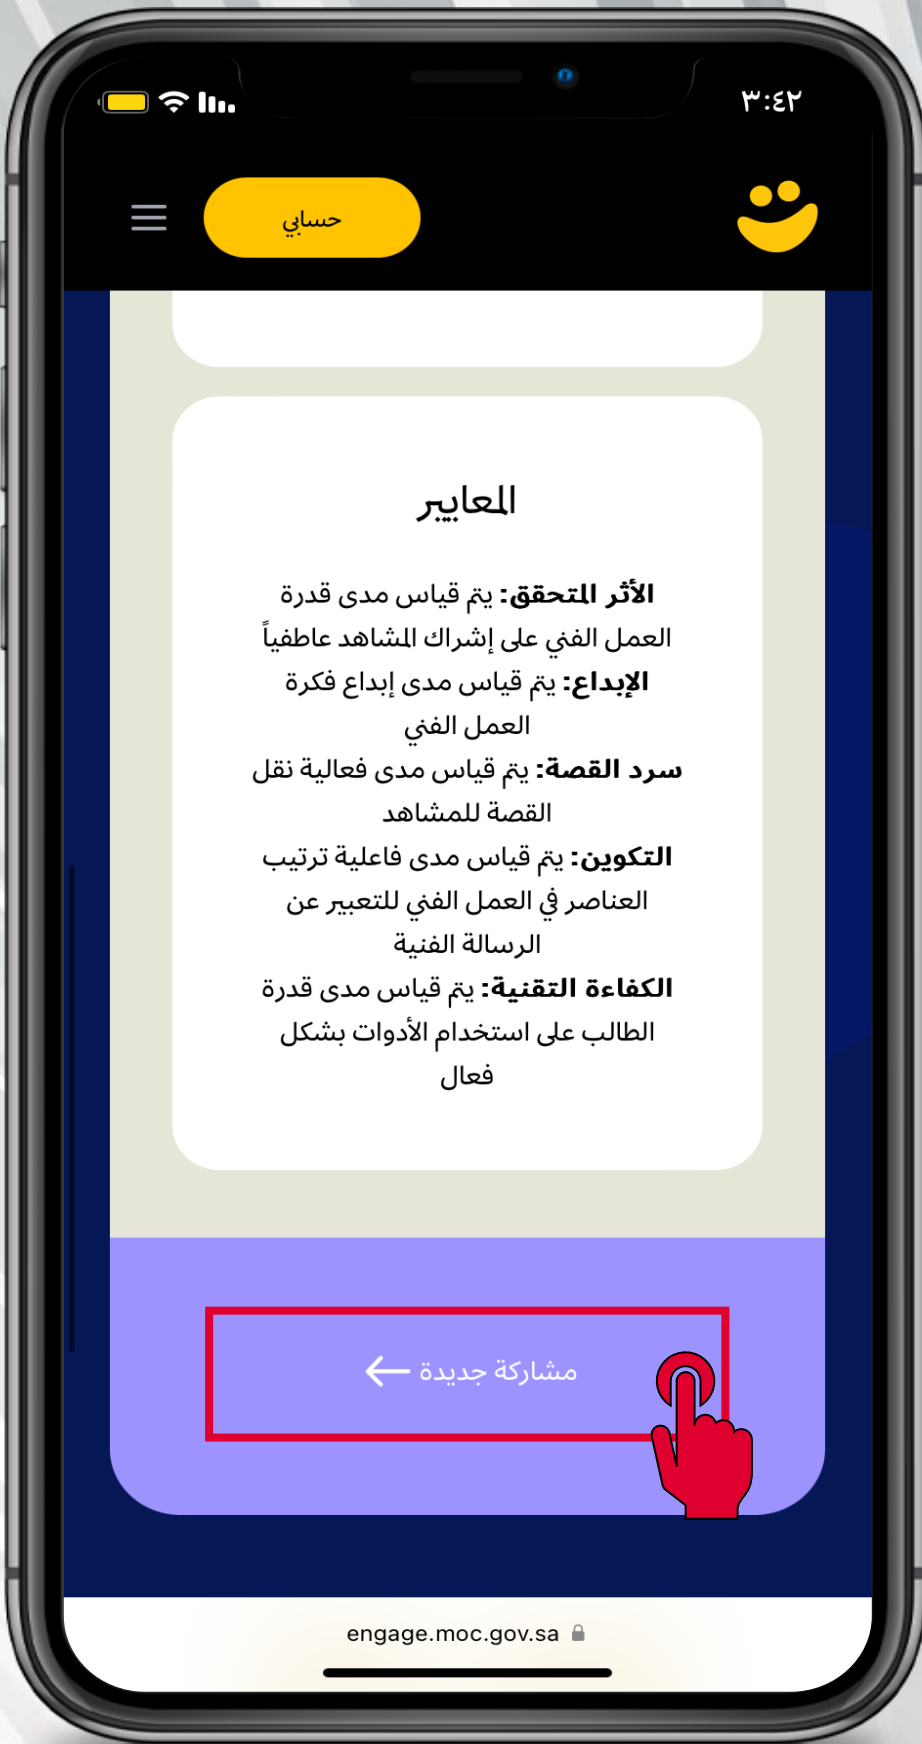 ٣:٤٢
حسابي
المعايير
الأثر المتحقق: يتم قياس مدى قدرة
العمل الفني على إشراك المشاهد عاطفياً
الإبداع: يتم قياس مدى إبداع فكرة
العمل الفني
سرد القصة: يتم قياس مدى فعالية نقل
القصة للمشاهد
التكوين: يتم قياس مدى فاعلية ترتيب
العناصر في العمل الفني للتعبير عن
الرسالة الفنية
الكفاءة التقنية: يتم قياس مدى قدرة
الطالب على استخدام الأدوات بشكل
فعال
مشاركة جديدة ←
engage.moc.gov.sa